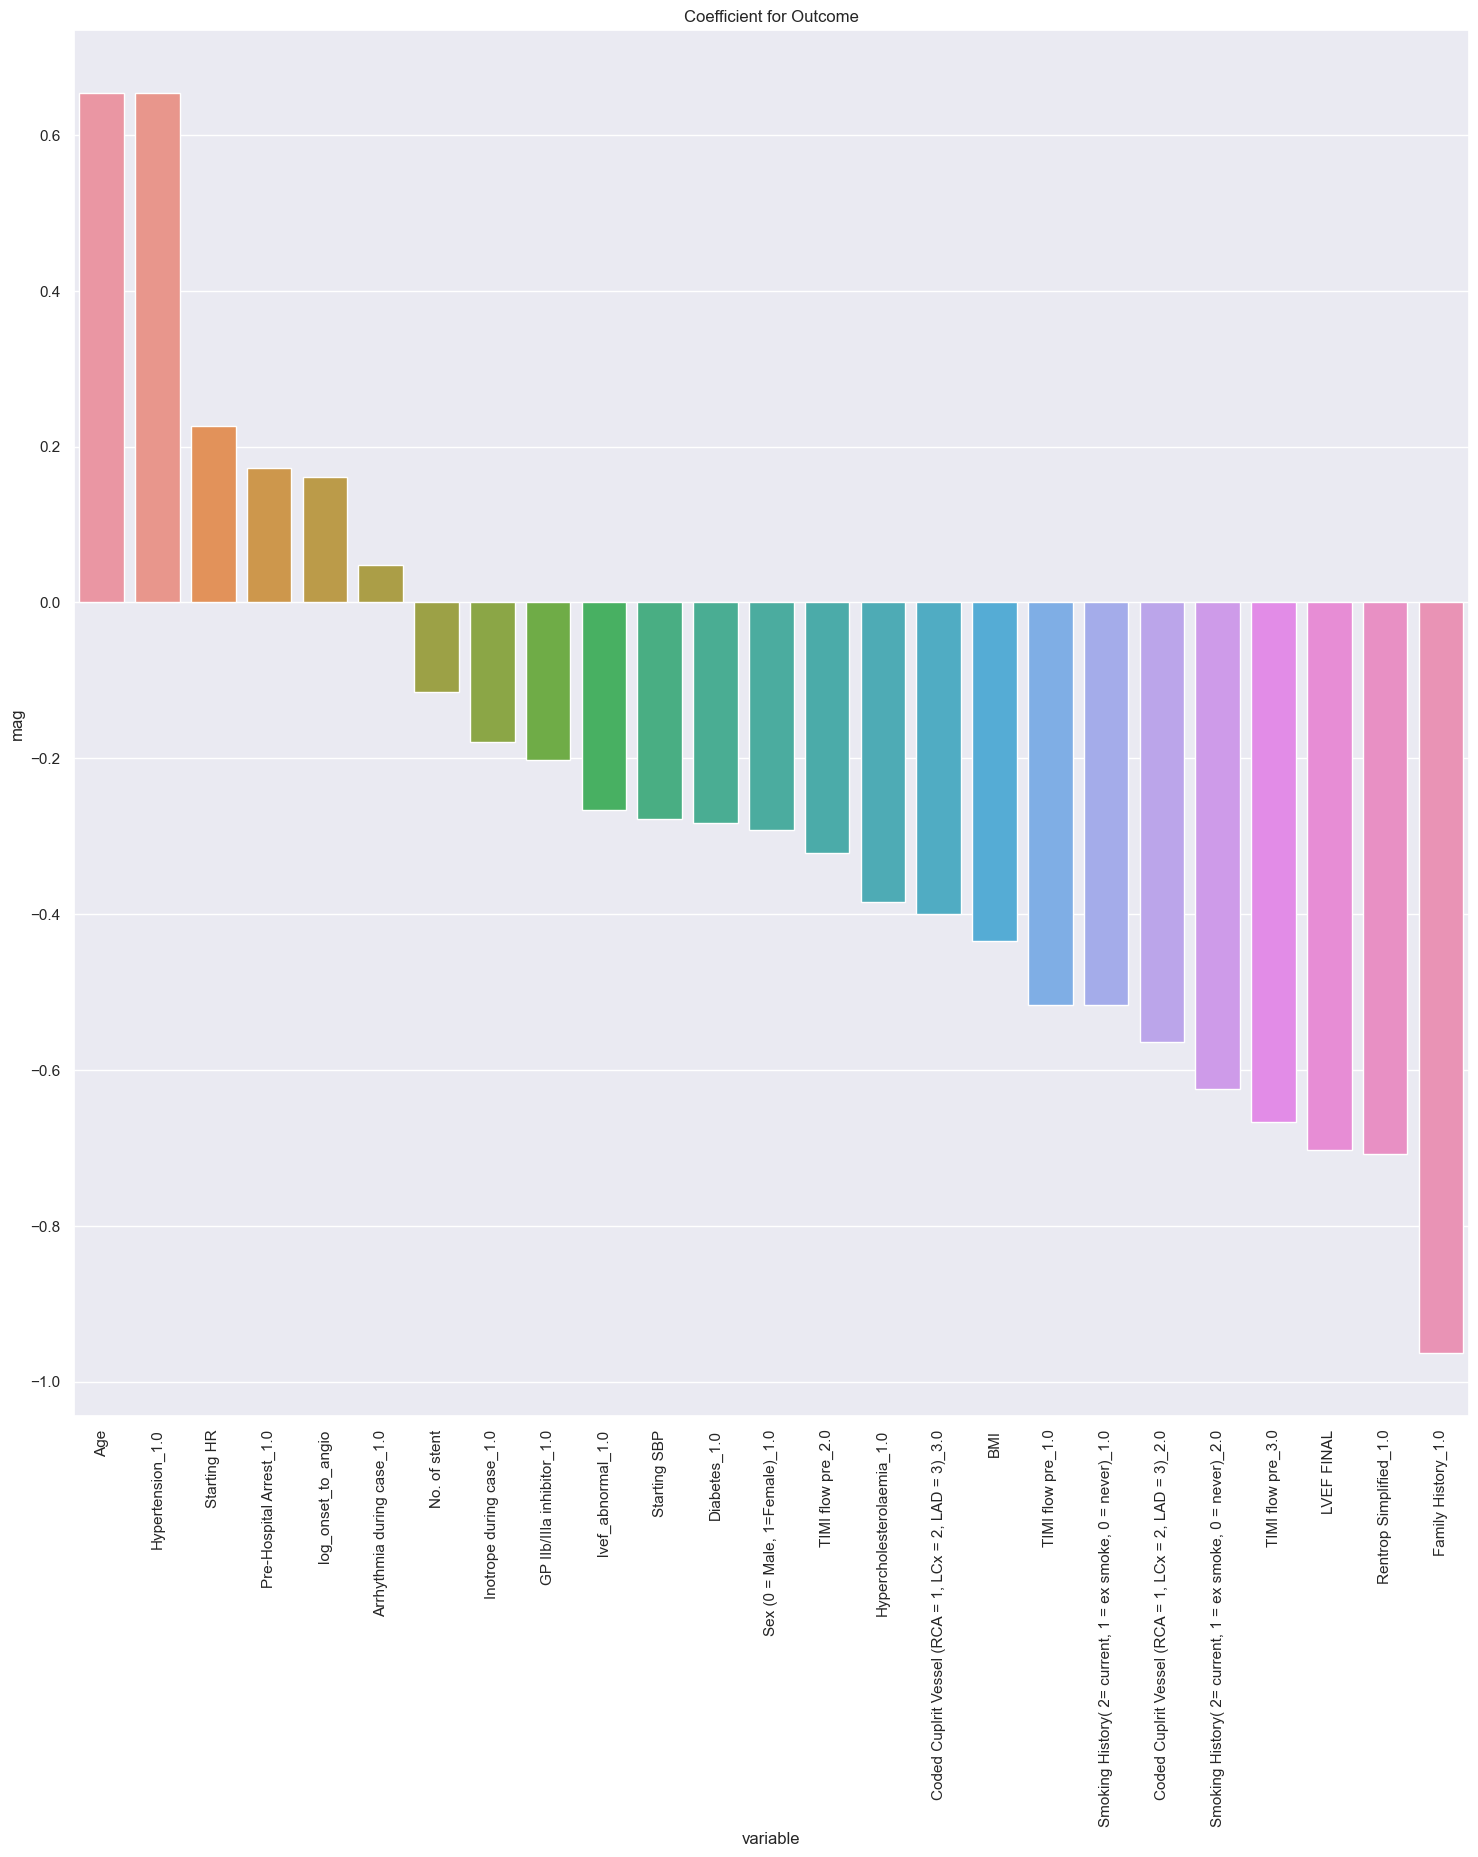 Coefficient for Outcome
0.6
0.4
0.2
0.0
−0.2
−0.4
−0.6
−0.8
−1.0
mag
Age
Hypertension_1.0
Starting HR
Pre-Hospital Arrest_1.0
log_onset_to_angio
Arrhythmia during case_1.0
No. of stent
Inotrope during case_1.0
GP IIb/IIIa inhibitor_1.0
lvef_abnormal_1.0
Starting SBP
Diabetes_1.0
Sex (0 = Male, 1=Female)_1.0
TIMI flow pre_2.0
Hypercholesterolaemia_1.0
Coded Cuplrit Vessel (RCA = 1, LCx = 2, LAD = 3)_3.0
BMI
TIMI flow pre_1.0
Smoking History( 2= current, 1 = ex smoke, 0 = never)_1.0
Coded Cuplrit Vessel (RCA = 1, LCx = 2, LAD = 3)_2.0
Smoking History( 2= current, 1 = ex smoke, 0 = never)_2.0
TIMI flow pre_3.0
LVEF FINAL
Rentrop Simplified_1.0
Family History_1.0
variable